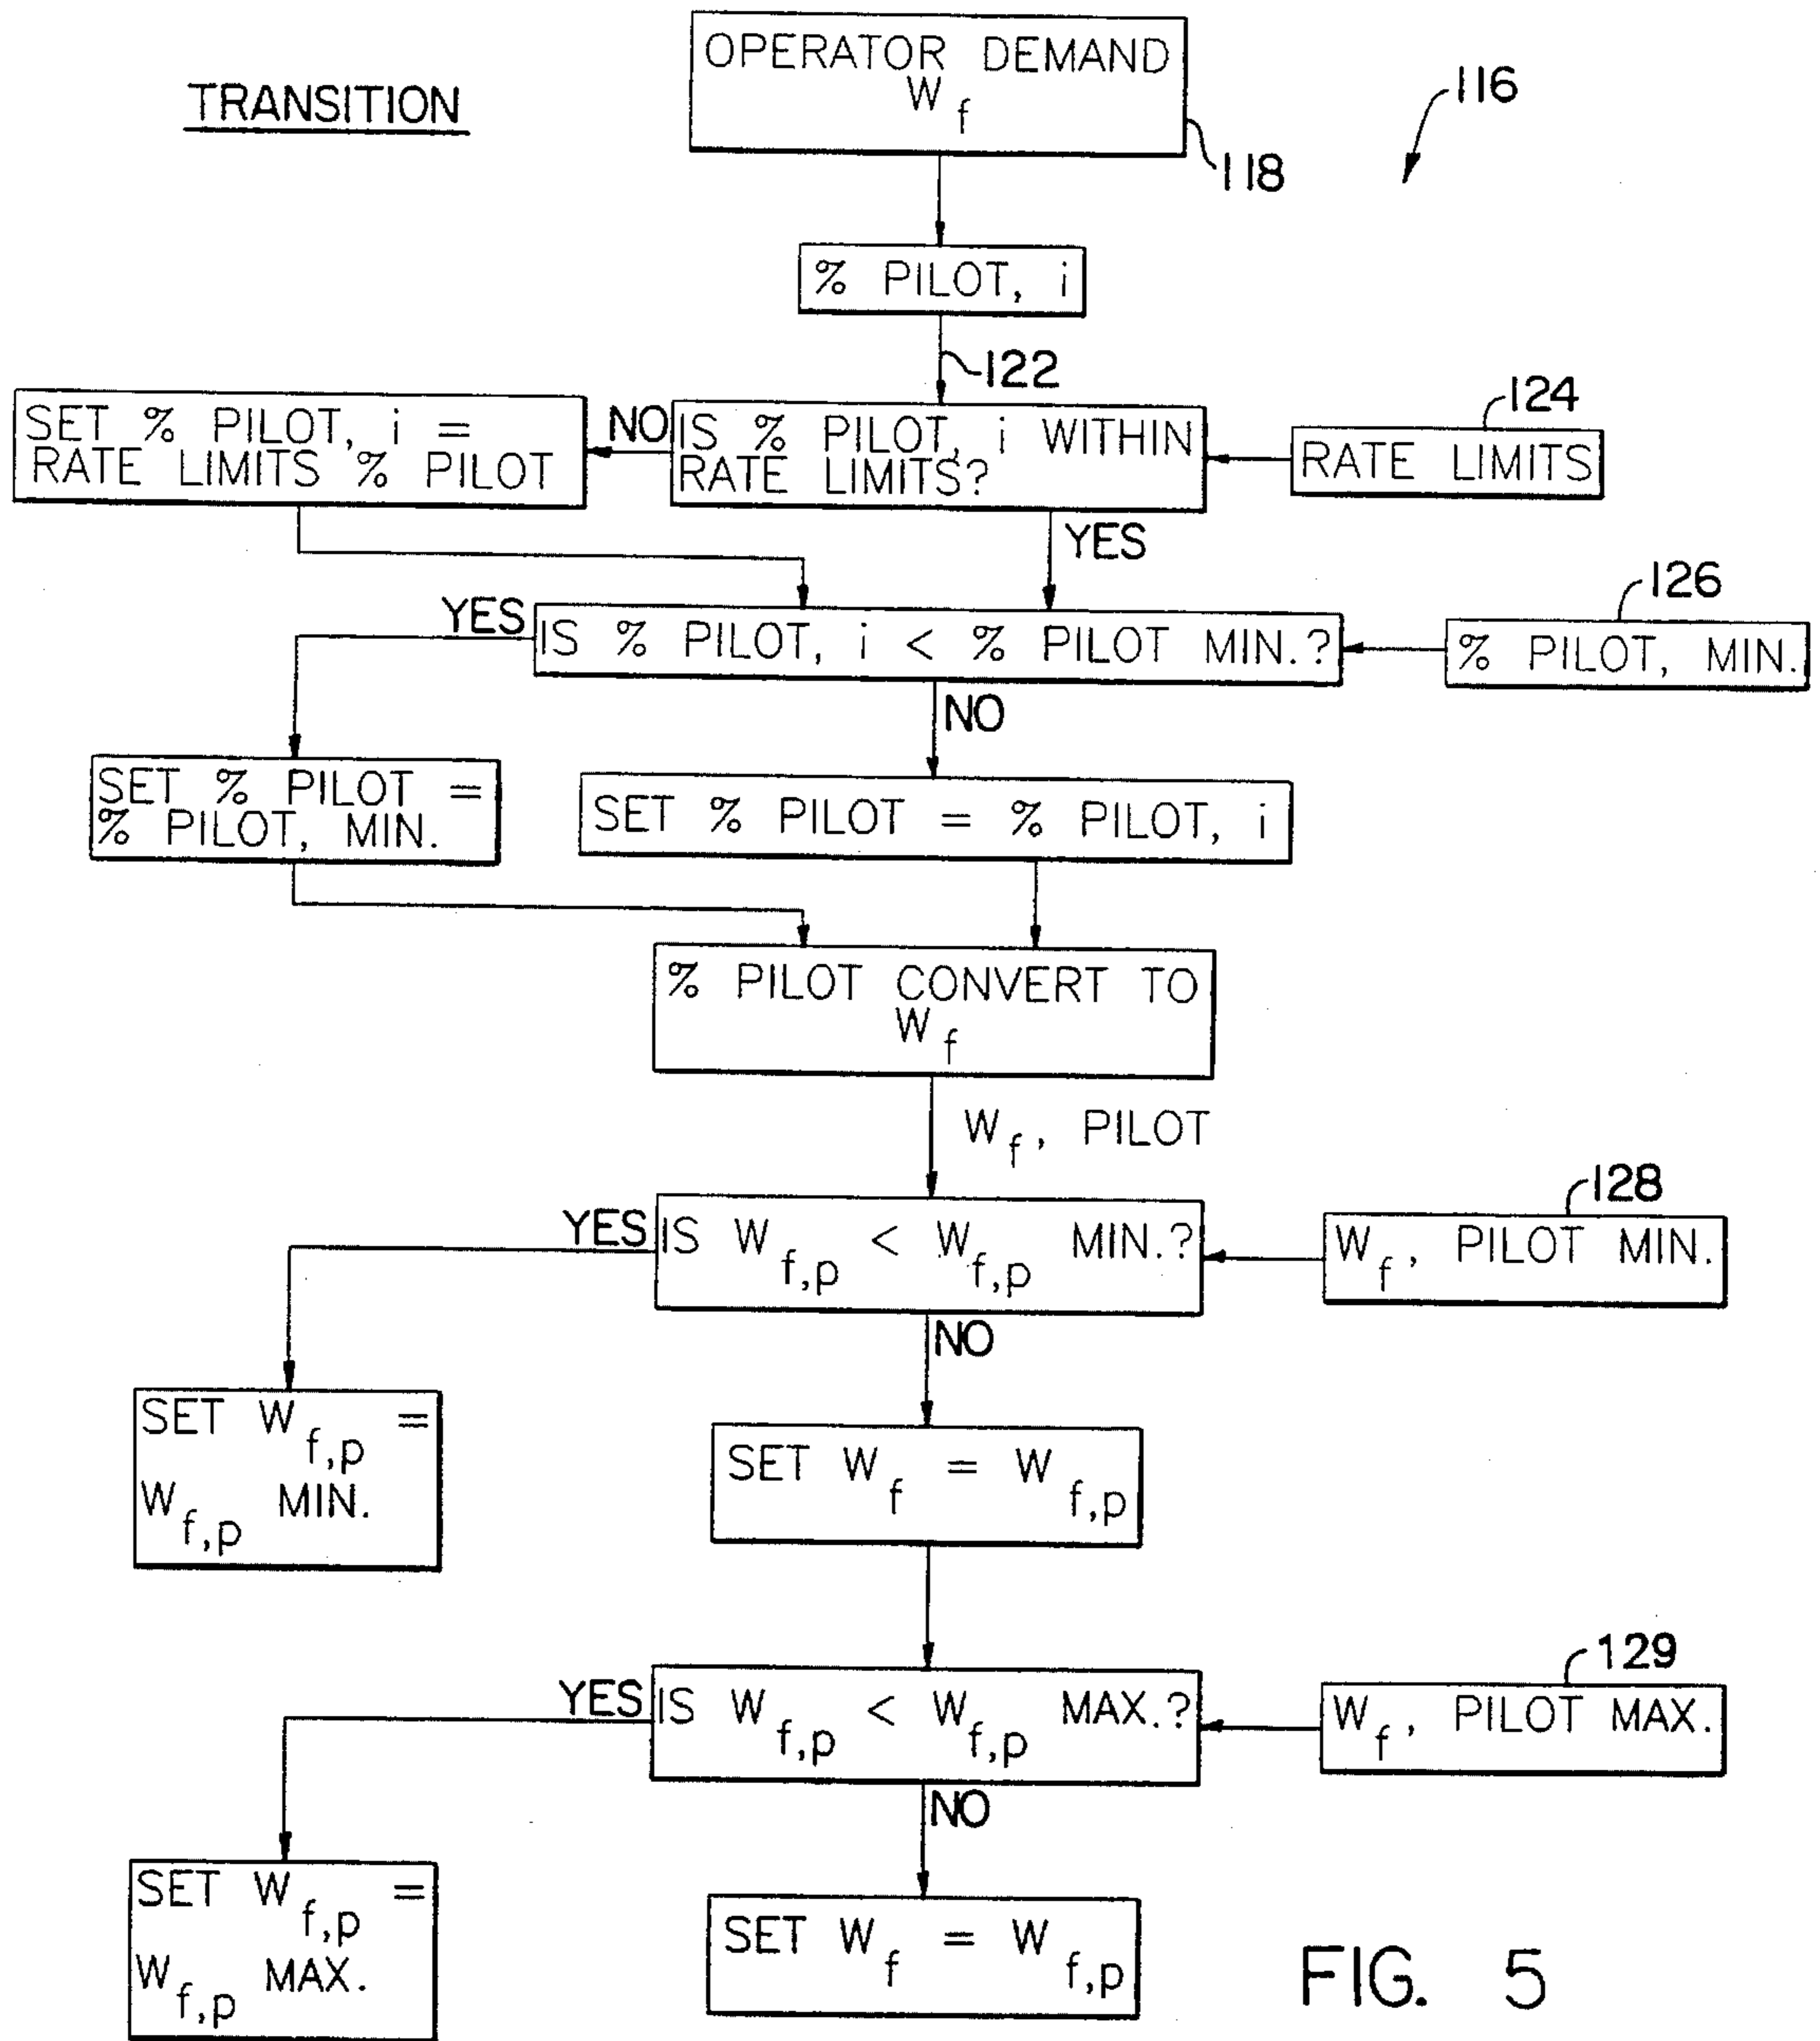 OPERATOR DEMAND
W f
TRANSITION
116
118
% PILOT, i
122
124
SET % PILOT, i =
RATE LIMITS % PILOT
NO
IS % PILOT, i WITHIN
RATE LIMITS?
RATE LIMITS
YES
126
YES
IS % PILOT, i < % PILOT MIN.?
% PILOT, MIN.
NO
SET % PILOT =
% PILOT, MIN.
SET % PILOT = % PILOT, i
% PILOT CONVERT TO
W f
W f, PILOT
128
YES
IS W f,p < W f,p MIN.?
W f, PILOT MIN.
NO
SET W f,p =
W f,p MIN.
SET W f = W f,p
129
YES
IS W f,p < W f,p MAX.?
W f, PILOT MAX.
NO
SET W f,p =
W f,p MAX.
SET W f = W f,p
FIG. 5